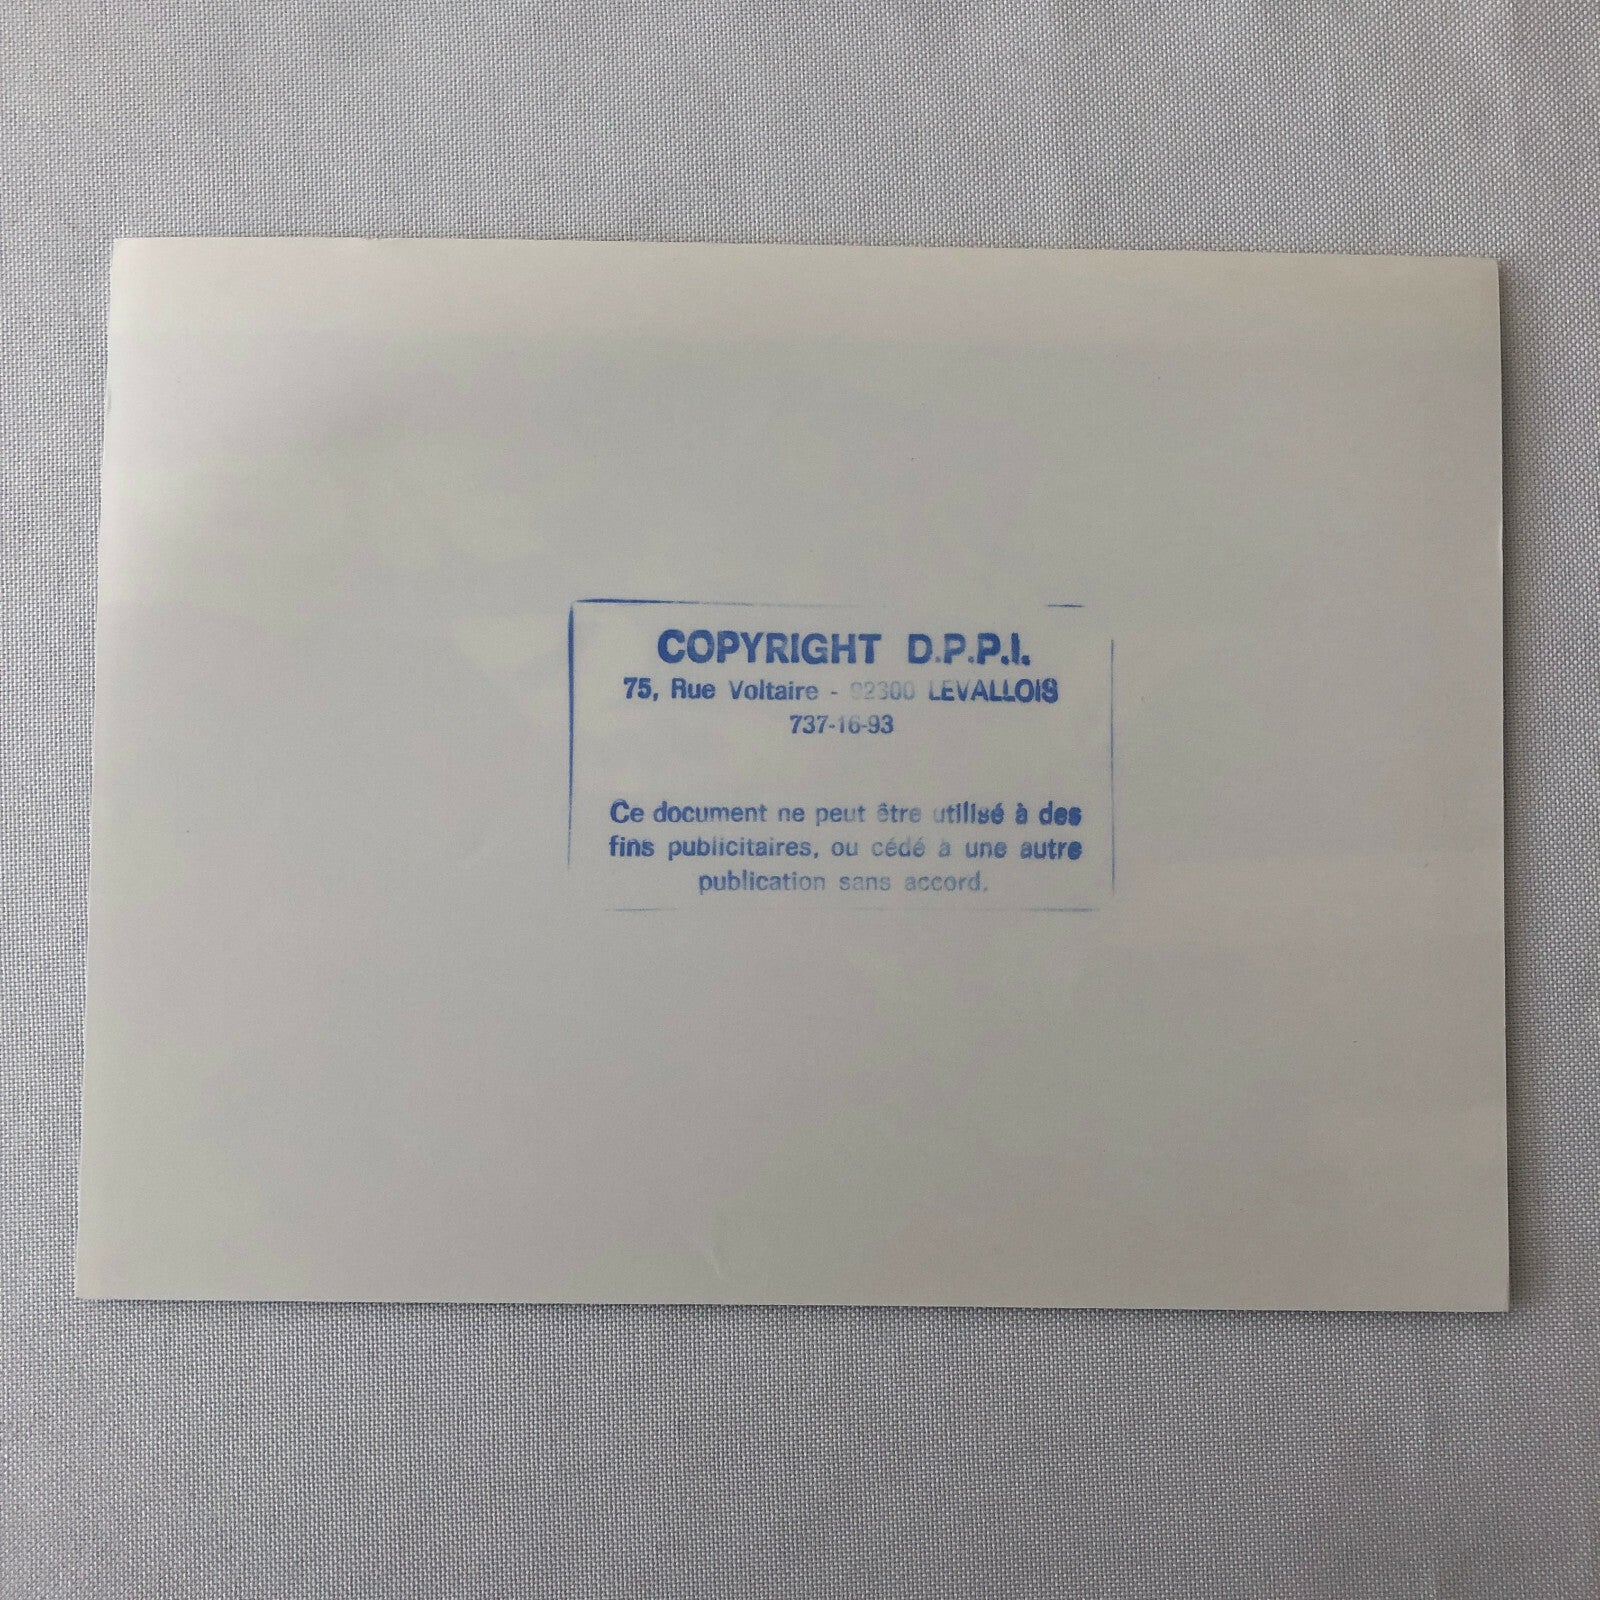 COPYRIGHT D.P.P.I.
75, Rue Voltaire - 92300 LEVALLOIS
737-16-93
Ce document ne peut être utilisé à des
fins publicitaires, ou cédé à une autre
publication sans accord.